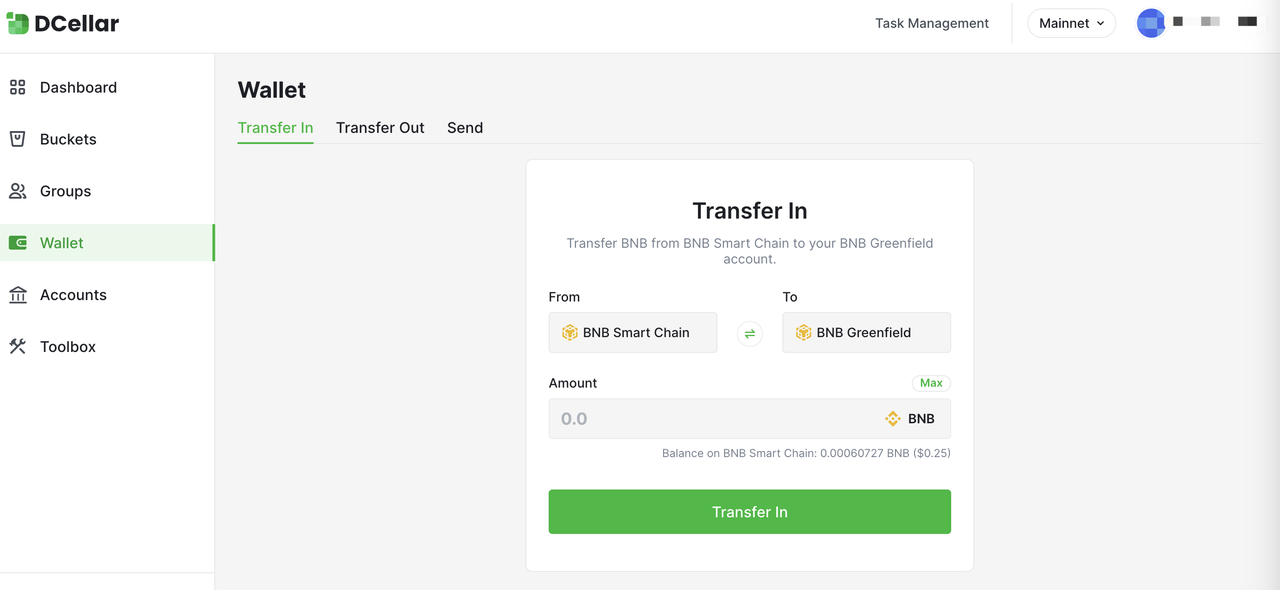 DCellar
Task Management
Mainnet
Dashboard
Buckets
Groups
Wallet
Accounts
Toolbox
Wallet
Transfer In
Transfer Out
Send
Transfer In
Transfer BNB from BNB Smart Chain to your BNB Greenfield
account.
From
To
BNB Smart Chain
BNB Greenfield
Amount
Max
0.0
BNB
Balance on BNB Smart Chain: 0.00060727 BNB ($0.25)
Transfer In